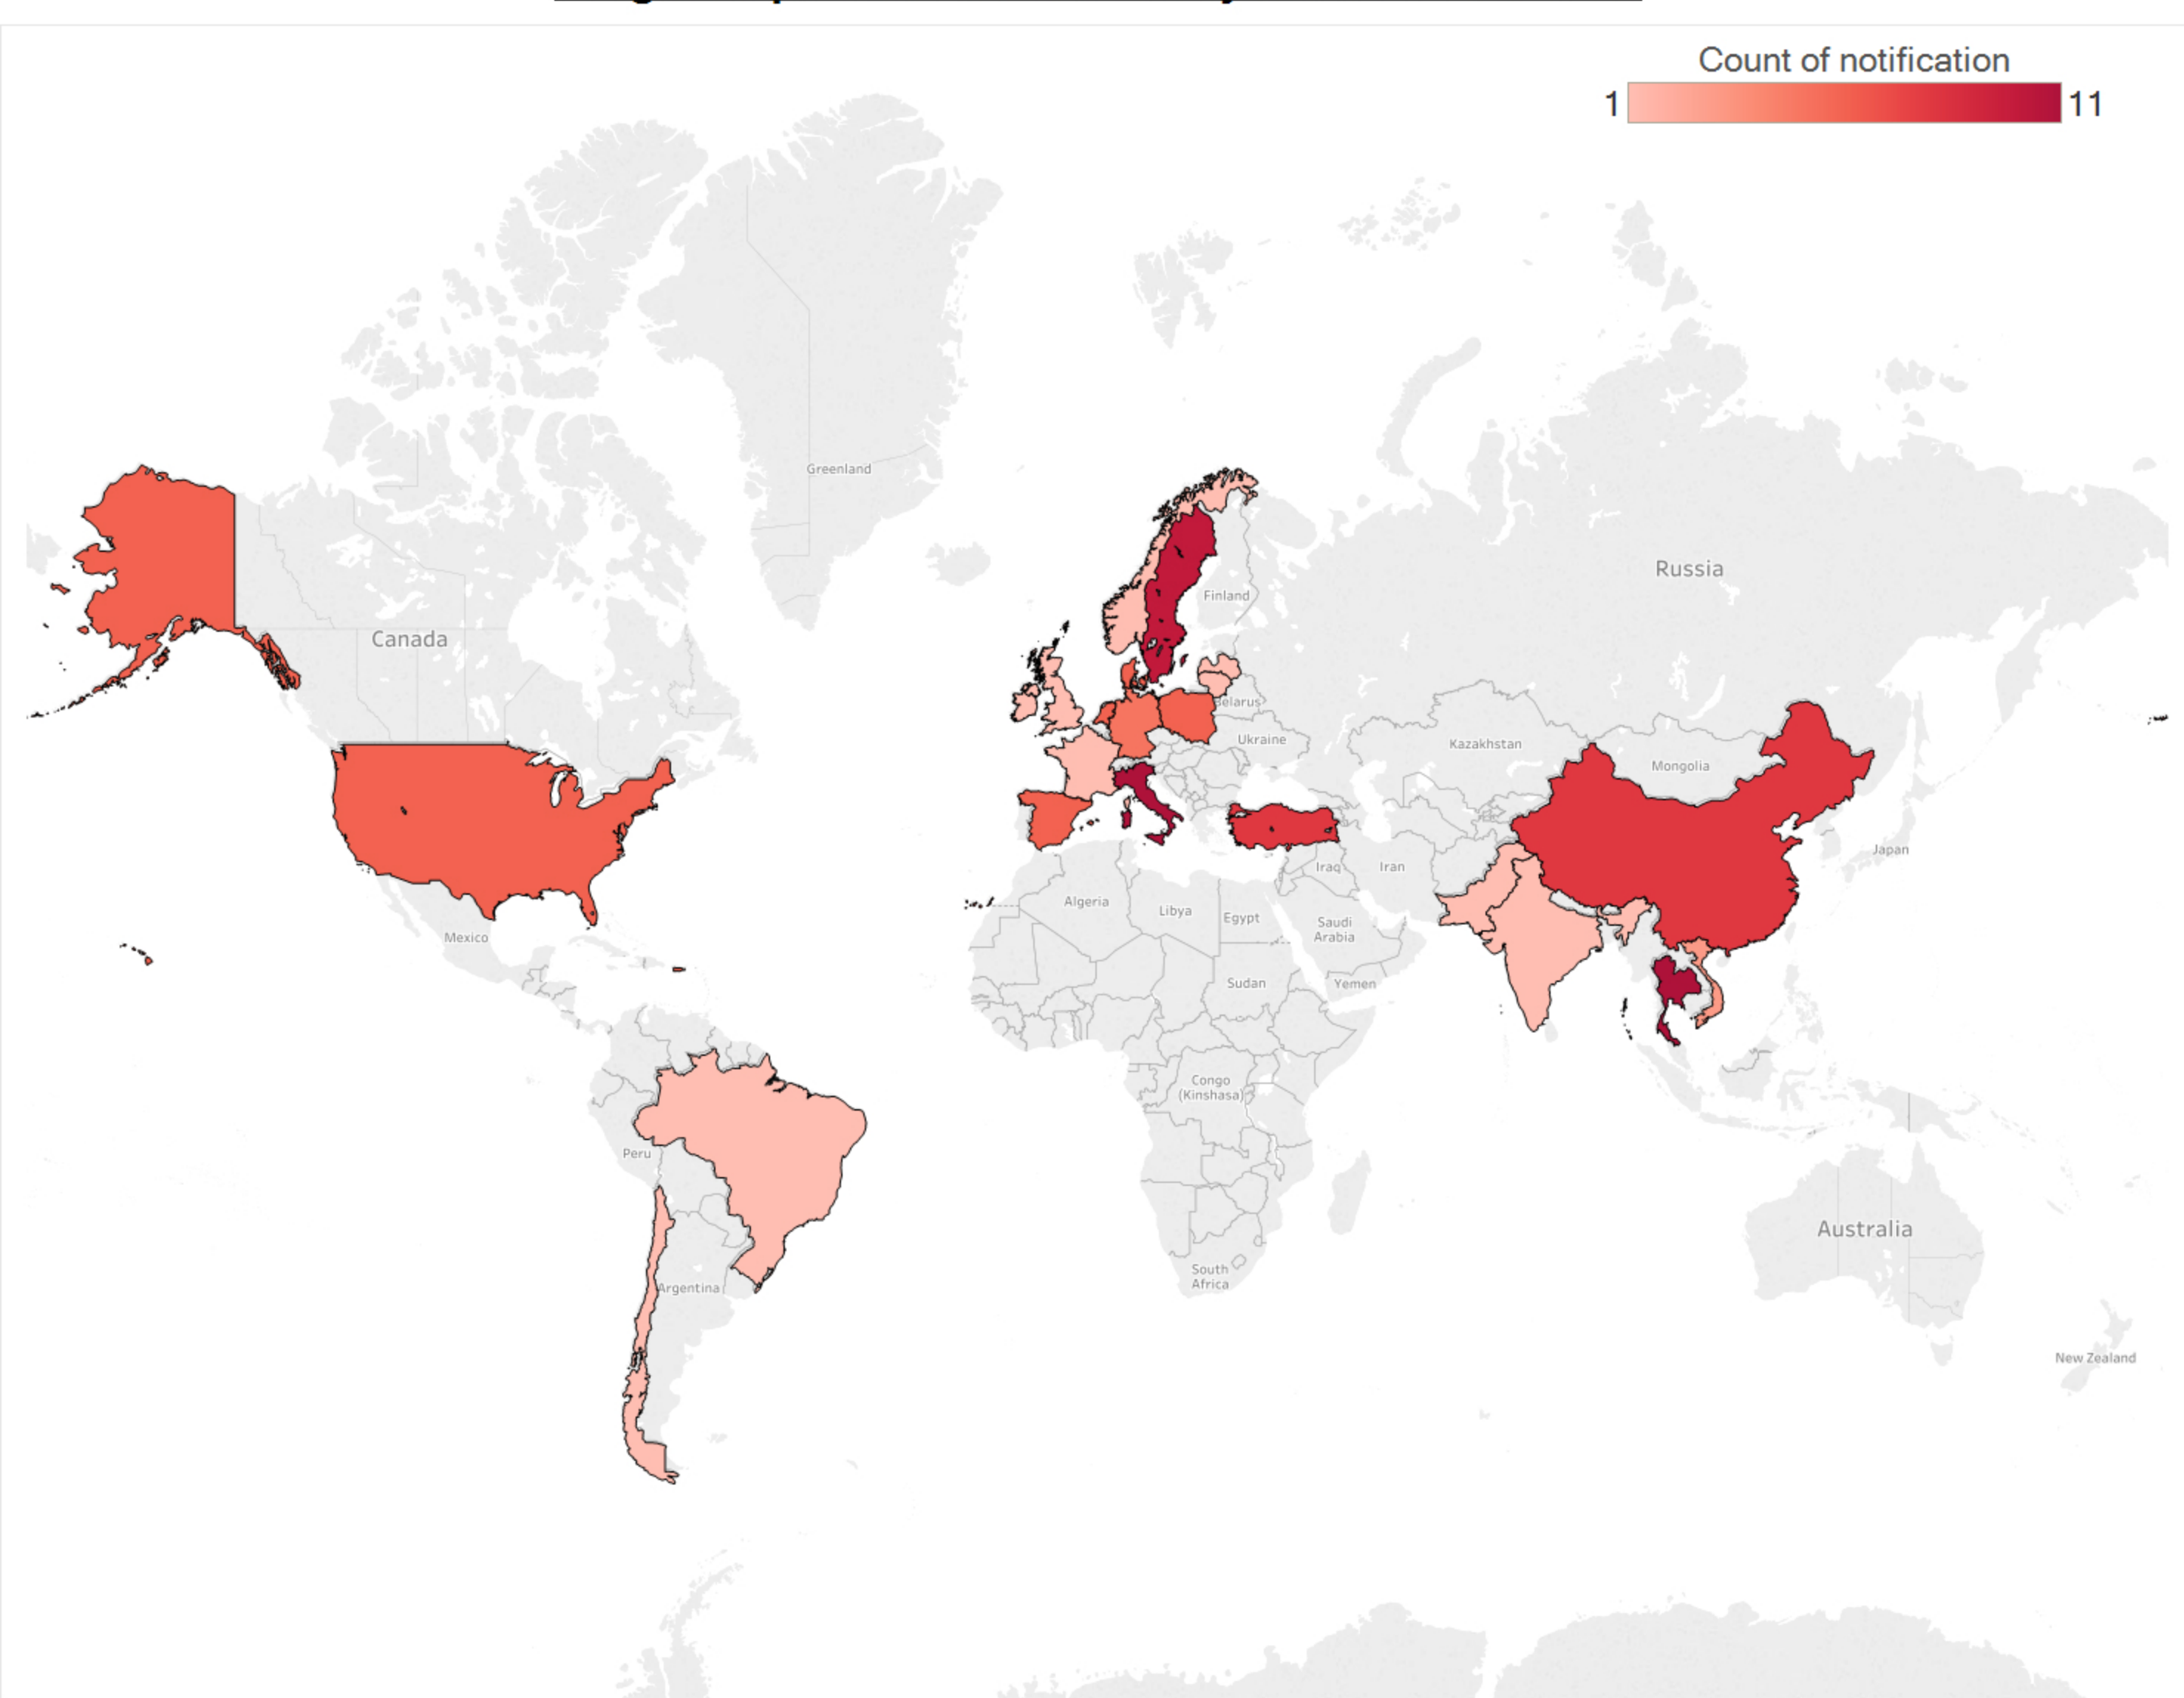 Count of notification
1 11
Greenland
Russia
Finland
Canada
Belarus
Ukraine
Kazakhstan
Mongolia
Japan
Iraq
Iran
Algeria
Libya
Egypt
Saudi
Arabia
Mexico
Sudan
Yemen
Congo
(Kinshasa)
Peru
Australia
South
Africa
Argentina
New Zealand